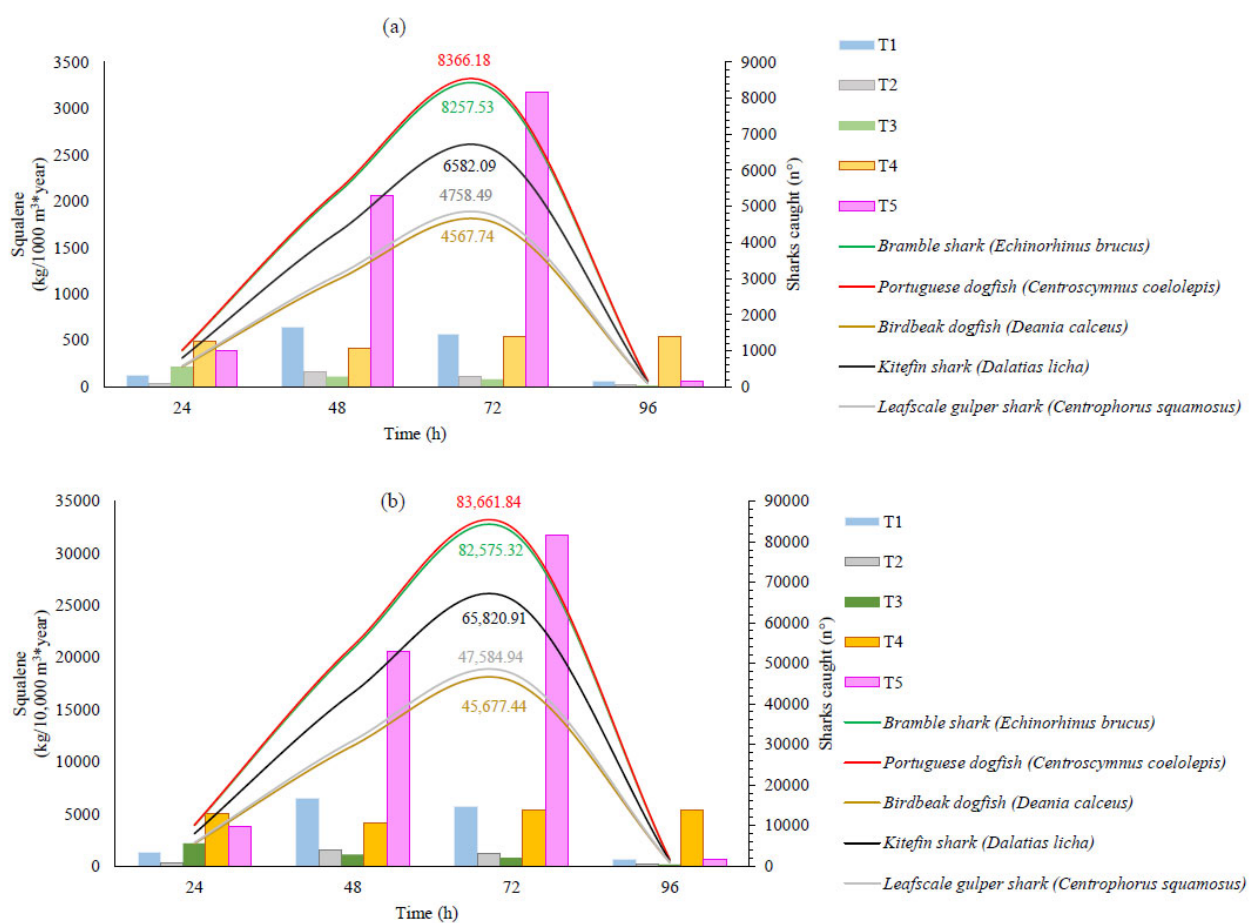 (a)
8366.18
8257.53
6582.09
4758.49
4567.74
3500
3000
2500
2000
1500
1000
500
0
Squalene
(kg/1000 m³*year)
9000
8000
7000
6000
5000
4000
3000
2000
1000
0
Sharks caught (n°)
24 48 72 96
Time (h)
T1
T2
T3
T4
T5
Bramble shark (Echinorhinus brucus)
Portuguese dogfish (Centroscymnus coelolepis)
Birdbeak dogfish (Deania calceus)
Kitefin shark (Dalatias licha)
Leafscale gulper shark (Centrophorus squamosus)
(b)
83,661.84
82,575.32
65,820.91
47,584.94
45,677.44
35000
30000
25000
20000
15000
10000
5000
0
Squalene
(kg/10,000 m³*year)
90000
80000
70000
60000
50000
40000
30000
20000
10000
0
Sharks caught (n°)
24 48 72 96
Time (h)
T1
T2
T3
T4
T5
Bramble shark (Echinorhinus brucus)
Portuguese dogfish (Centroscymnus coelolepis)
Birdbeak dogfish (Deania calceus)
Kitefin shark (Dalatias licha)
Leafscale gulper shark (Centrophorus squamosus)